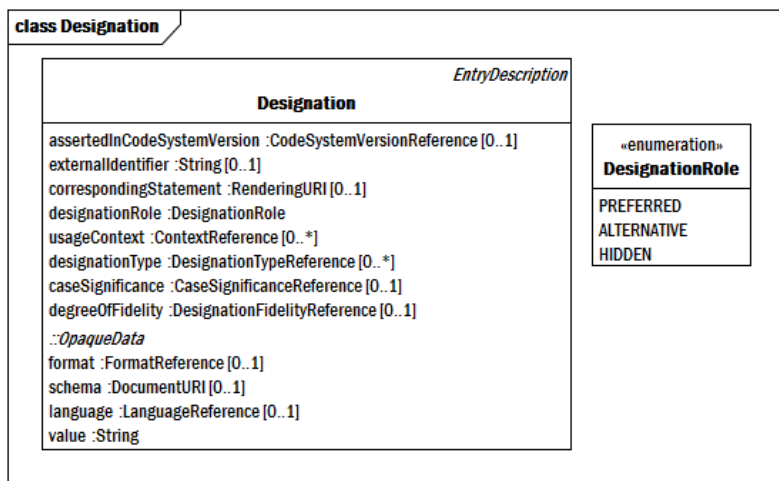 class Designation
EntryDescription
Designation
assertedInCodeSystemVersion :CodeSystemVersionReference [0..1]
externalIdentifier :String [0..1]
correspondingStatement :RenderingURI [0..1]
designationRole :DesignationRole
usageContext :ContextReference [0..*]
designationType :DesignationTypeReference [0..*]
caseSignificance :CaseSignificanceReference [0..1]
degreeOfFidelity :DesignationFidelityReference [0..1]
::OpaqueData
format :FormatReference [0..1]
schema :DocumentURI [0..1]
language :LanguageReference [0..1]
value :String
«enumeration»
DesignationRole
PREFERRED
ALTERNATIVE
HIDDEN